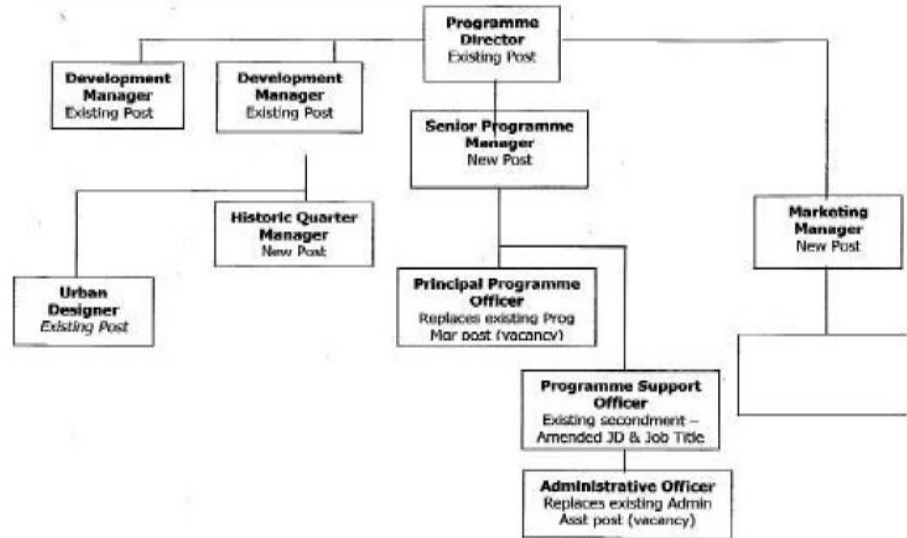 Programme
Director
Existing Post
Development
Manager
Existing Post
Development
Manager
Existing Post
Senior Programme
Manager
New Post
Historic Quarter
Manager
New Post
Marketing
Manager
New Post
Urban
Designer
Existing Post
Principal Programme
Officer
Replaces existing Prog
Mgr post (vacancy)
Programme Support
Officer
Existing secondment –
Amended JD & Job Title
Administrative Officer
Replaces existing Admin
Asst post (vacancy)